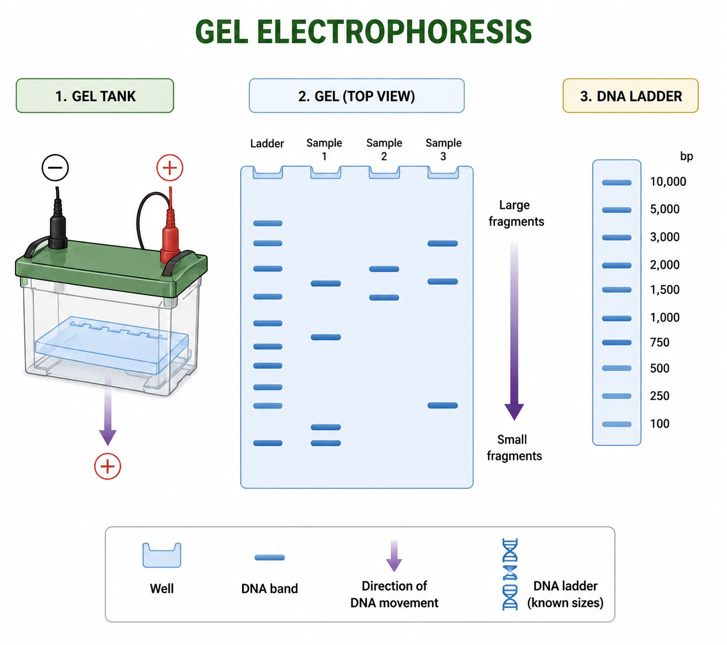 GEL ELECTROPHORESIS
1. GEL TANK
−
+
+
2. GEL (TOP VIEW)
Ladder
Sample
1
Sample
2
Sample
3
Large
fragments
Small
fragments
3. DNA LADDER
bp
10,000
5,000
3,000
2,000
1,500
1,000
750
500
250
100
Well
DNA band
Direction of
DNA movement
DNA ladder
(known sizes)